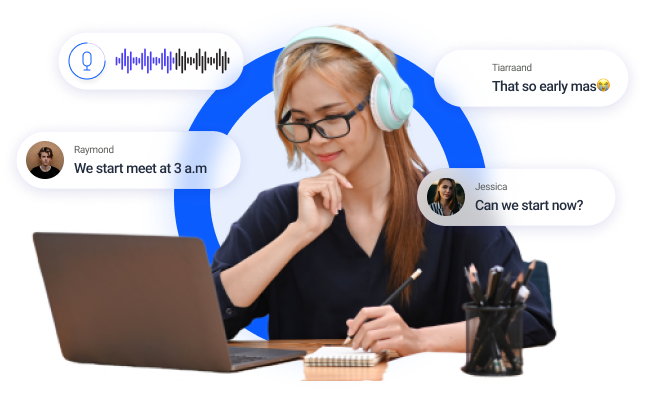 Tiarraand
That so early mas😭
Raymond
We start meet at 3 a.m
Jessica
Can we start now?